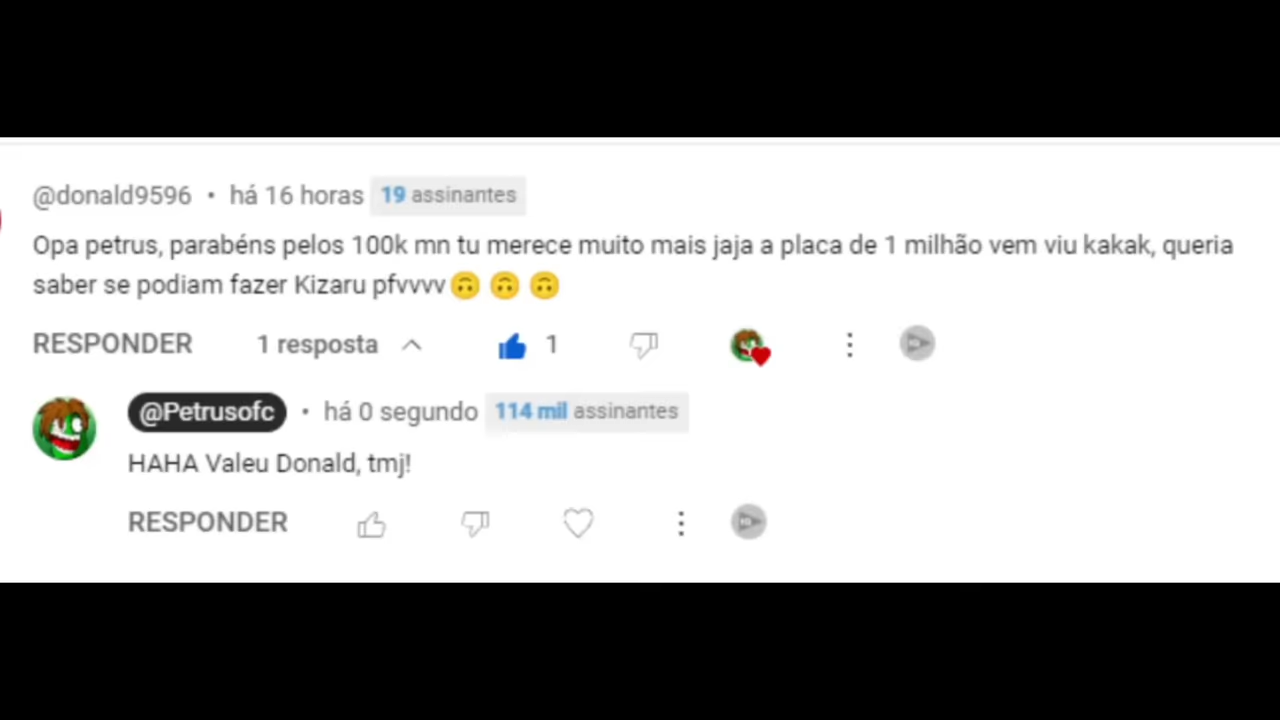 @donald9596 • há 16 horas 19 assinantes
Opa petrus, parabéns pelos 100k mn tu merece muito mais jaja a placa de 1 milhão vem viu kakak, queria
saber se podiam fazer Kizaru pfvvvv🙃 🙃 🙃
RESPONDER 1 resposta 1
@Petrusofc • há 0 segundo 114 mil assinantes
HAHA Valeu Donald, tmj!
RESPONDER